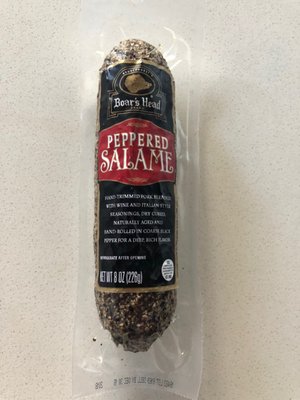 Boar's Head
PEPPERED
SALAME
HAND TRIMMED PORK BLENDED
WITH WINE AND ITALIAN STYLE
SEASONINGS, DRY CURED,
NATURALLY AGED AND
HAND-ROLLED IN COARSE BLACK
PEPPER FOR A DEEP, RICH FLAVOR.
REFRIGERATE AFTER OPENING
NET WT 8 OZ (226g)